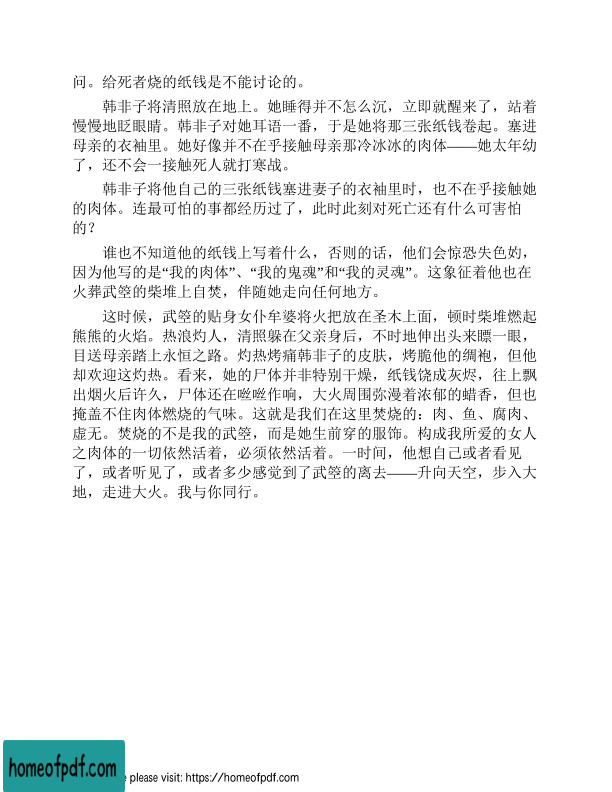 问。给死者烧的纸钱是不能讨论的。
韩非子将清照放在地上。她睡得并不怎么沉，立即就醒来了，站着
慢慢地眨眼睛。韩非子对她耳语一番，于是她将那三张纸钱卷起。塞进
母亲的衣袖里。她好像并不在乎接触母亲那冷冰冰的肉体——她太年幼
了，还不会一接触死人就打寒战。
韩非子将他自己的三张纸钱塞进妻子的衣袖里时，也不在乎接触她
的肉体。连最可怕的事都经历过了，此时此刻对死亡还有什么可害怕
的？
谁也不知道他的纸钱上写着什么，否则的话，他们会惊恐失色旳，
因为他写的是“我的肉体”、“我的鬼魂”和“我的灵魂”。这象征着他也在
火葬武箜的柴堆上自焚，伴随她走向任何地方。
这时候，武箜的贴身女仆牟婆将火把放在圣木上面，顿时柴堆燃起
熊熊的火焰。热浪灼人，清照躲在父亲身后，不时地伸出头来瞟一眼，
目送母亲踏上永恒之路。灼热烤痛韩非子的皮肤，烤脆他的绸袍，但他
却欢迎这灼热。看来，她的尸体并非特别干燥，纸钱饶成灰烬，往上飘
出烟火后许久，尸体还在咝咝作响，大火周围弥漫着浓郁的蜡香，但也
掩盖不住肉体燃烧的气味。这就是我们在这里焚烧的：肉、鱼、腐肉、
虚无。焚烧的不是我的武箜，而是她生前穿的服饰。构成我所爱的女人
之肉体的一切依然活着，必须依然活着。一时间，他想自己或者看见
了，或者听见了，或者多少感觉到了武箜的离去——升向天空，步入大
地，走进大火。我与你同行。
homeofpdf.com
e please visit: https://homeofpdf.com